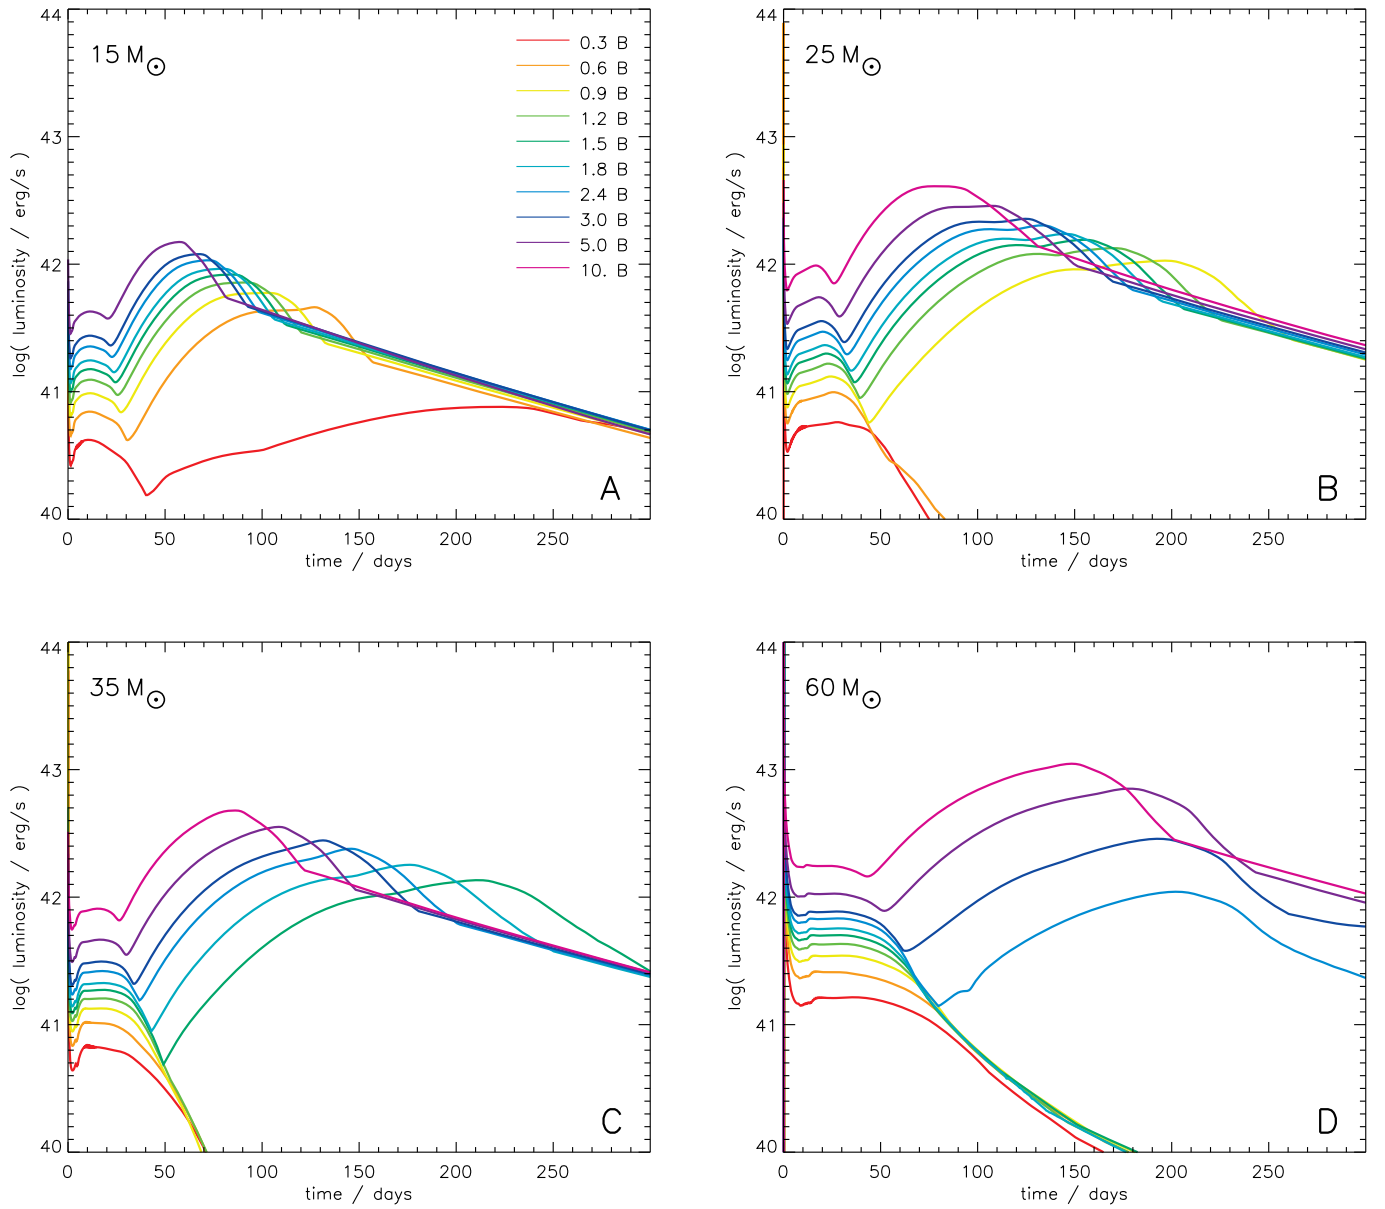 15 M⊙
0.3 B
0.6 B
0.9 B
1.2 B
1.5 B
1.8 B
2.4 B
3.0 B
5.0 B
10. B
A
44
43
42
41
40
log( luminosity / erg/s )
0 50 100 150 200 250
time / days
25 M⊙
B
44
43
42
41
40
log( luminosity / erg/s )
0 50 100 150 200 250
time / days
35 M⊙
C
44
43
42
41
40
log( luminosity / erg/s )
0 50 100 150 200 250
time / days
60 M⊙
D
44
43
42
41
40
log( luminosity / erg/s )
0 50 100 150 200 250
time / days